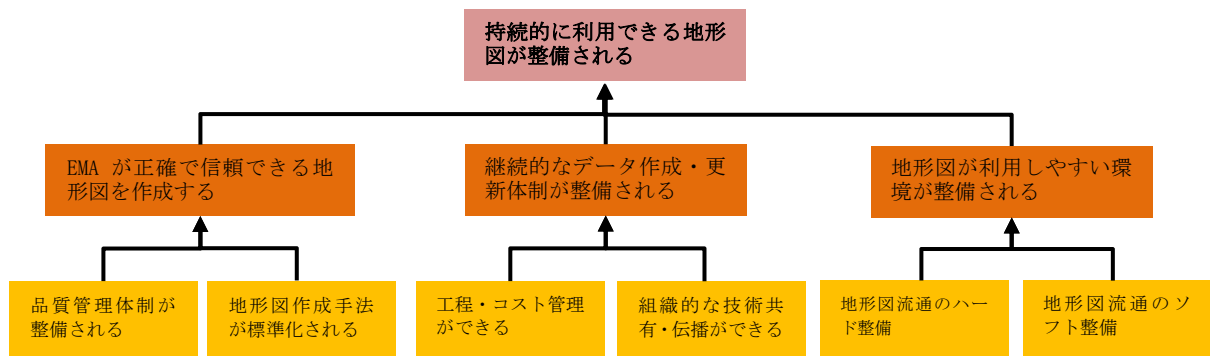 持続的に利用できる地形
図が整備される
EMA が正確で信頼できる地
形図を作成する
継続的なデータ作成・更
新体制が整備される
地形図が利用しやすい環
境が整備される
品質管理体制が
整備される
地形図作成手法
が標準化される
工程・コスト管理
ができる
組織的な技術共
有・伝播ができる
地形図流通のハー
ド整備
地形図流通のソ
フト整備